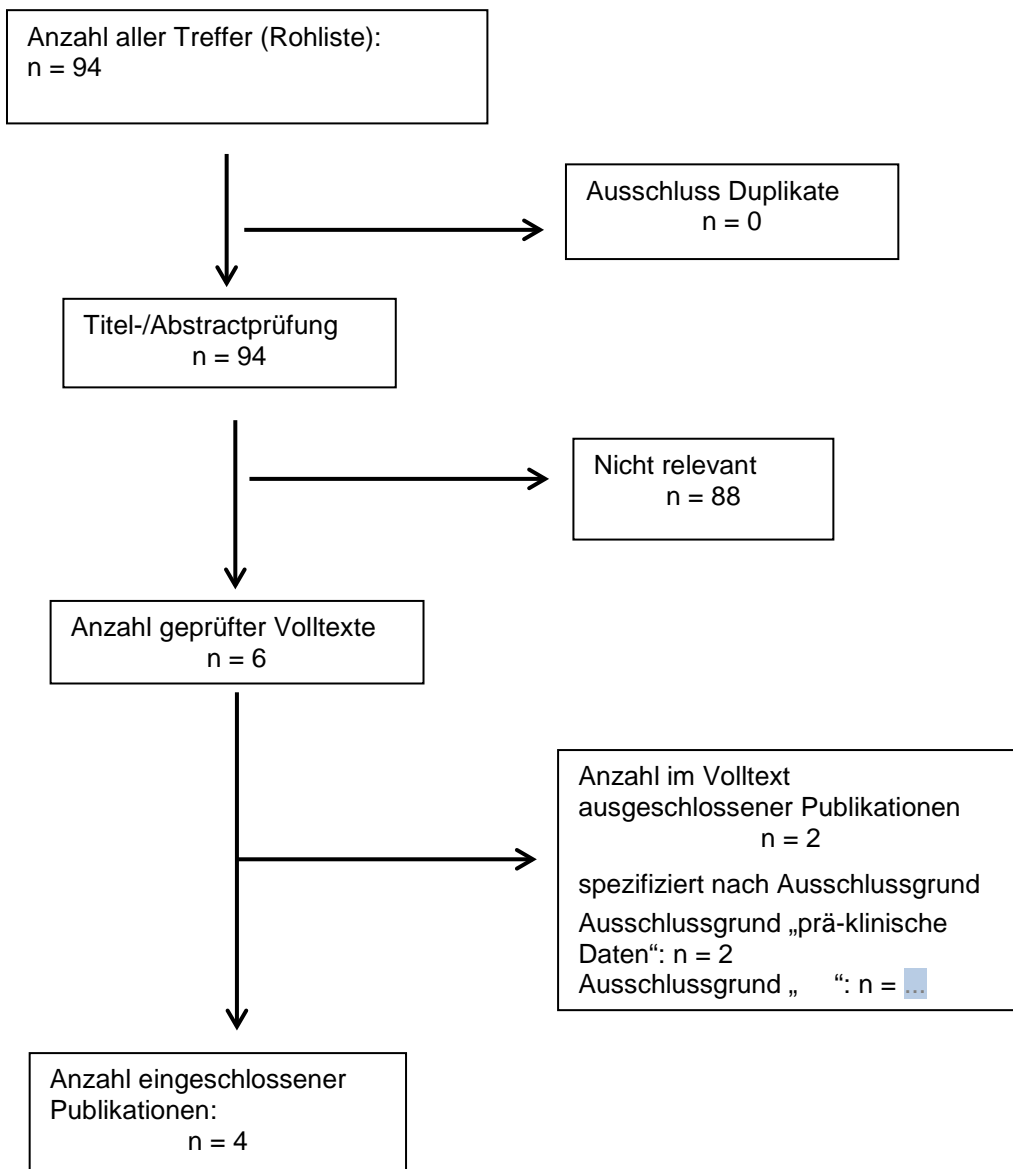 Anzahl aller Treffer (Rohliste):
n = 94
Ausschluss Duplikate
n = 0
Titel-/Abstractprüfung
n = 94
Nicht relevant
n = 88
Anzahl geprüfter Volltexte
n = 6
Anzahl im Volltext
ausgeschlossener Publikationen
n = 2
spezifiziert nach Ausschlussgrund
Ausschlussgrund „prä-klinische
Daten“: n = 2
Ausschlussgrund „     “: n = ...
Anzahl eingeschlossener
Publikationen:
n = 4